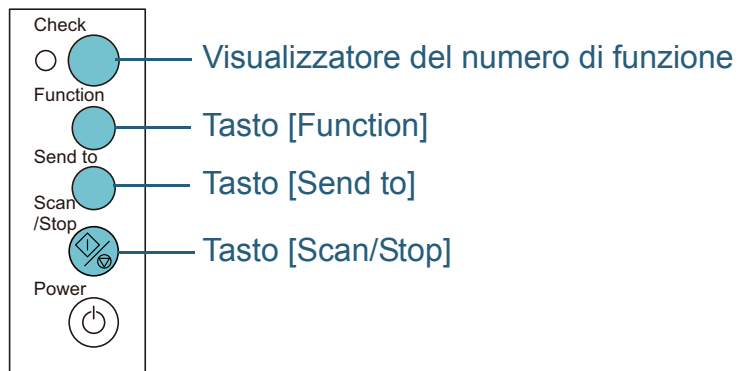 Check
Visualizzatore del numero di funzione
Function
Tasto [Function]
Send to
Tasto [Send to]
Scan
/Stop
Tasto [Scan/Stop]
Power